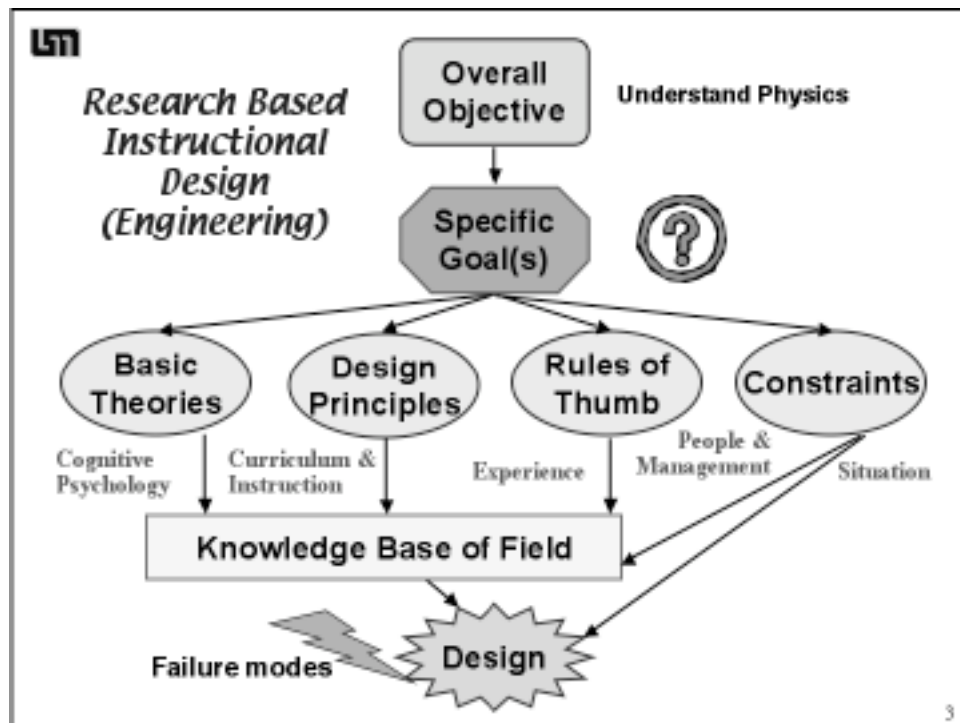 Research Based
Instructional
Design
(Engineering)
Overall
Objective
Understand Physics
Specific
Goal(s)
?
Basic
Theories
Design
Principles
Rules of
Thumb
Constraints
Cognitive
Psychology
Curriculum &
Instruction
Experience
People &
Management
Situation
Knowledge Base of Field
Failure modes
Design
3